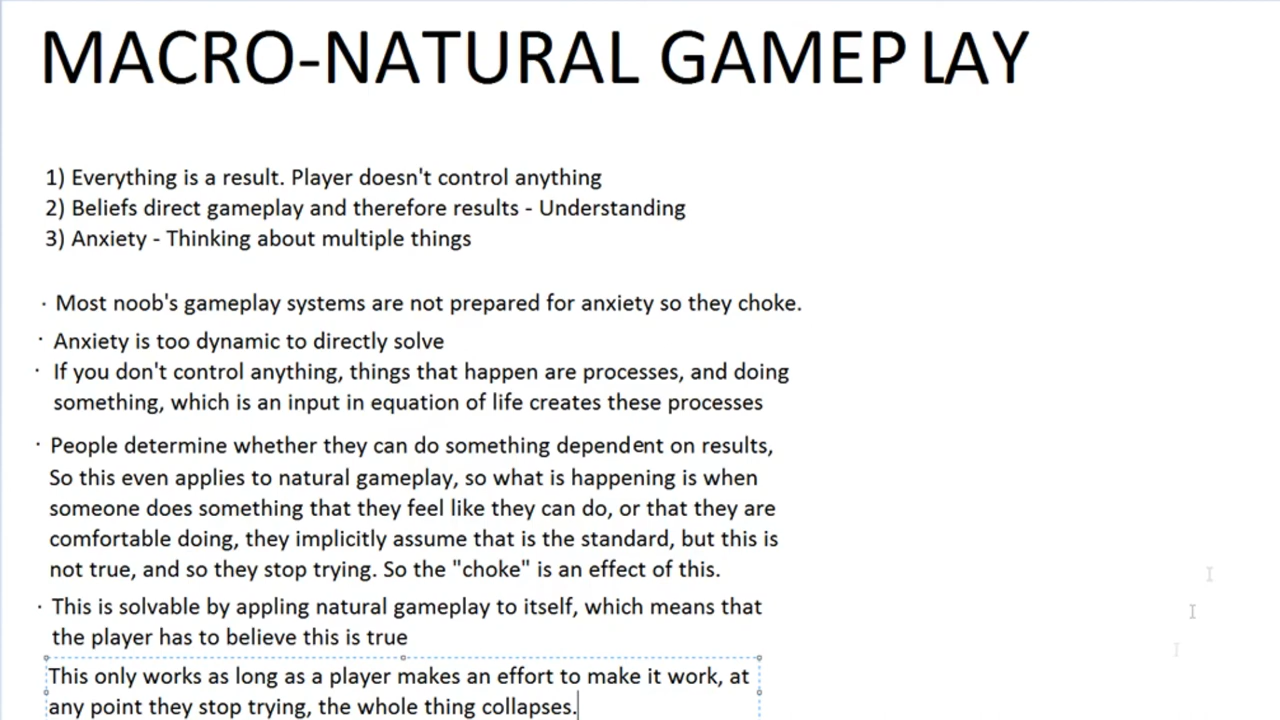 MACRO-NATURAL GAMEPLAY
1) Everything is a result. Player doesn't control anything
2) Beliefs direct gameplay and therefore results - Understanding
3) Anxiety - Thinking about multiple things
· Most noob's gameplay systems are not prepared for anxiety so they choke.
· Anxiety is too dynamic to directly solve
· If you don't control anything, things that happen are processes, and doing
something, which is an input in equation of life creates these processes
· People determine whether they can do something dependent on results,
So this even applies to natural gameplay, so what is happening is when
someone does something that they feel like they can do, or that they are
comfortable doing, they implicitly assume that is the standard, but this is
not true, and so they stop trying. So the "choke" is an effect of this.
· This is solvable by appling natural gameplay to itself, which means that
the player has to believe this is true
This only works as long as a player makes an effort to make it work, at
any point they stop trying, the whole thing collapses.